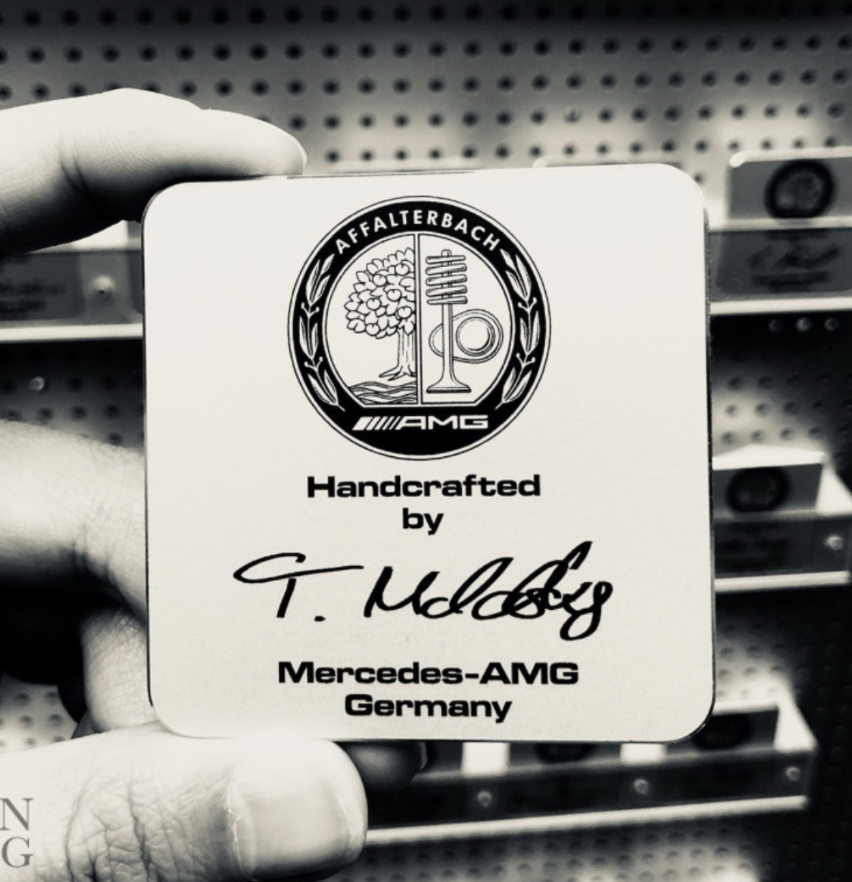 AFFALTERBACH
AMG
Handcrafted
by
T.
Mercedes-AMG
Germany
N
G